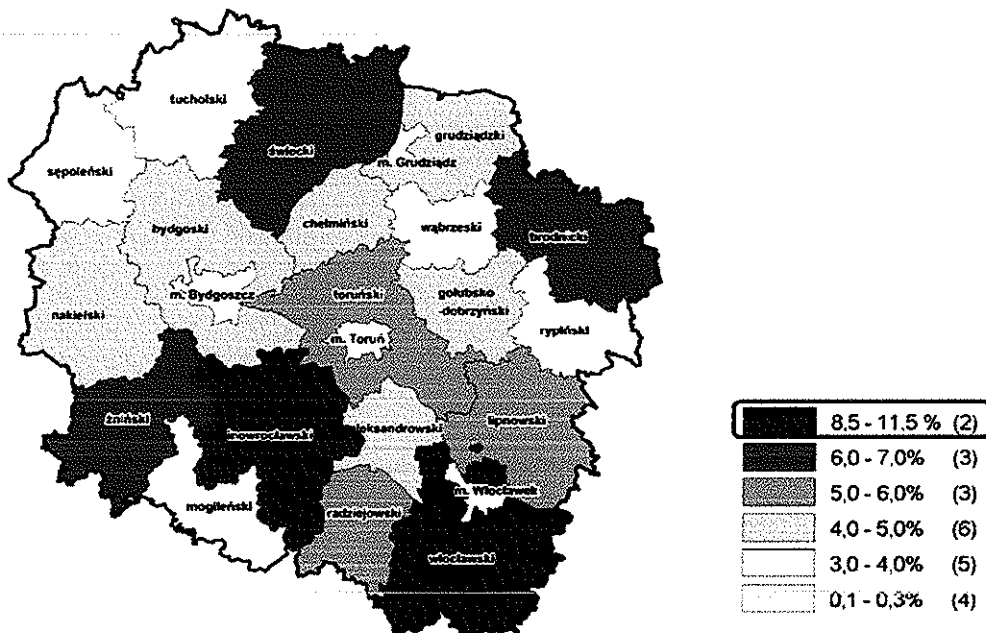 tucholski
świecki
grudziądzki
m. Grudziądz
sępoleński
bydgoski
chełmiński
wąbrzeski
brodnicki
m. Bydgoszcz
toruński
golubsko
-dobrzyński
nakielski
m. Toruń
rypiński
żniński
inowrocławski
aleksandrowski
lipnowski
mogileński
radziejowski
m. Włocławek
włocławski
8,5 - 11,5 % (2)
6,0 - 7,0% (3)
5,0 - 6,0% (3)
4,0 - 5,0% (6)
3,0 - 4,0% (5)
0,1 - 0,3% (4)